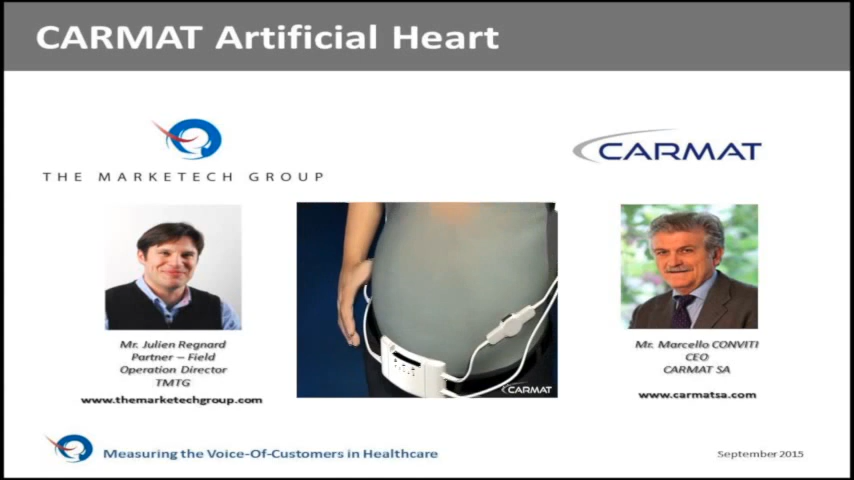 CARMAT Artificial Heart
THE MARKETECH GROUP
CARMAT
Mr. Julien Regnard
Partner – Field
Operation Director
TMTG
www.themarketechgroup.com
CARMAT
Mr. Marcello CONVITI
CEO
CARMAT SA
www.carmatsa.com
Measuring the Voice-Of-Customers in Healthcare
September 2015